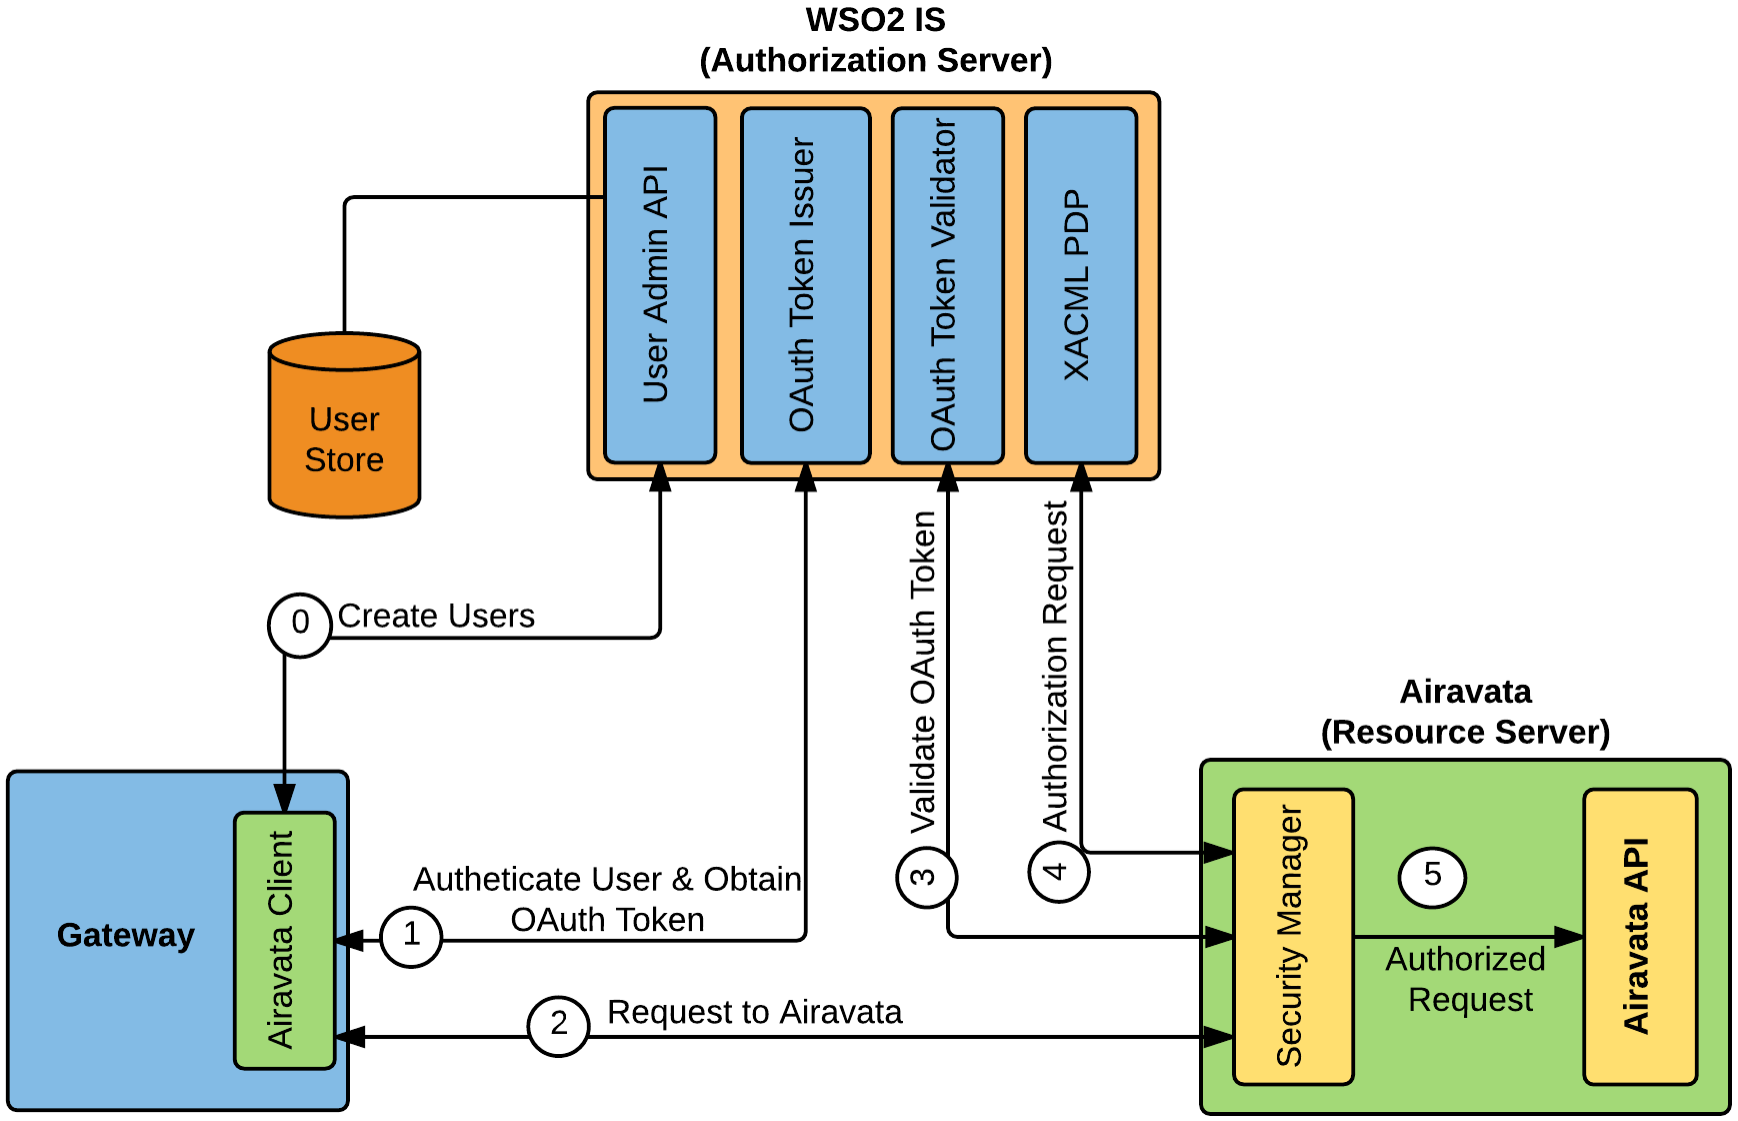 WSO2 IS
(Authorization Server)
User Admin API
OAuth Token Issuer
OAuth Token Validator
XACML PDP
User
Store
0
Create Users
Validate OAuth Token
3
Authorization Request
4
Airavata
(Resource Server)
Gateway
Airavata Client
Autheticate User & Obtain
OAuth Token
1
2
Request to Airavata
Security Manager
5
Authorized
Request
Airavata API